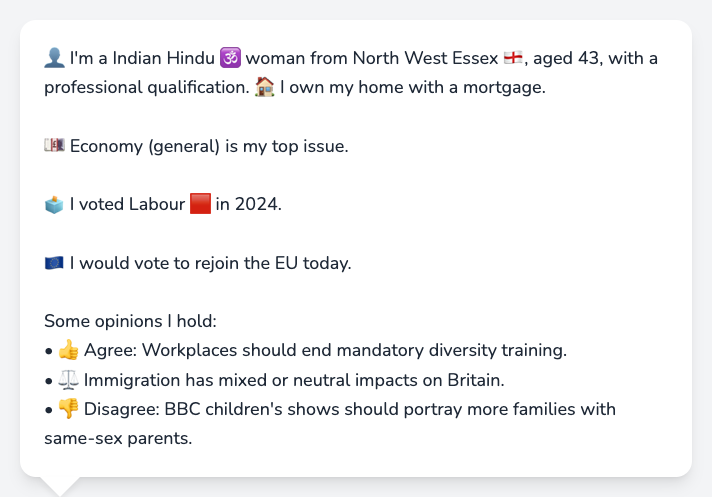 👤 I'm a Indian Hindu 🕉️ woman from North West Essex 🏴󠁧󠁢󠁥󠁮󠁧󠁿, aged 43, with a
professional qualification. 🏠 I own my home with a mortgage.
💷 Economy (general) is my top issue.
🗳️ I voted Labour 🟥 in 2024.
🇪🇺 I would vote to rejoin the EU today.
Some opinions I hold:
• 👍 Agree: Workplaces should end mandatory diversity training.
• ⚖️ Immigration has mixed or neutral impacts on Britain.
• 👎 Disagree: BBC children's shows should portray more families with
same-sex parents.